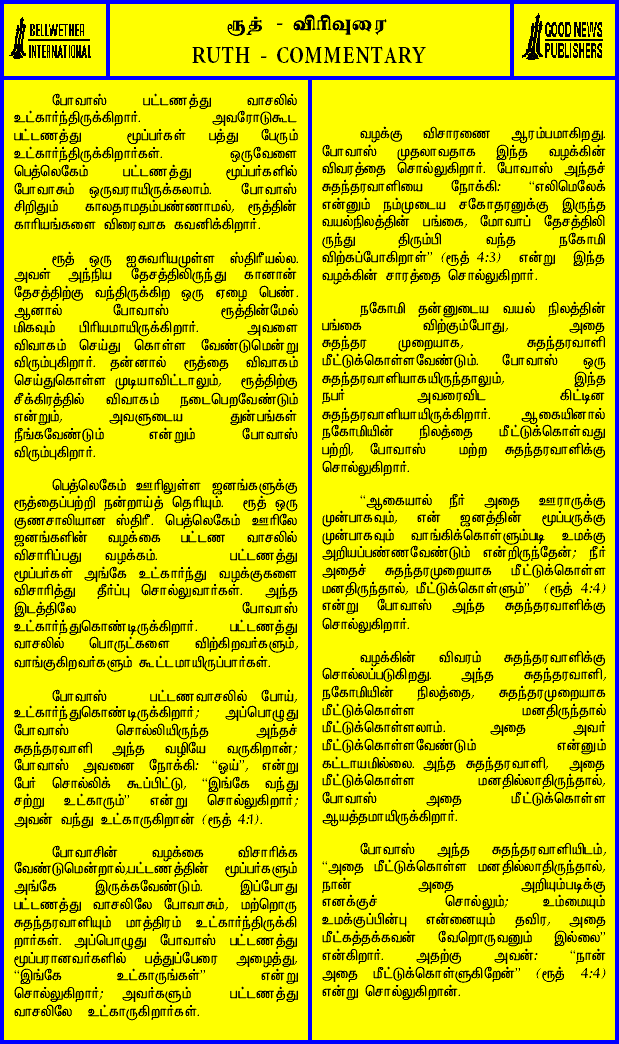 BELLWETHER
INTERNATIONAL
ரூத் - விரிவுரை
RUTH - COMMENTARY
GOOD NEWS
PUBLISHERS
போவாஸ் பட்டணத்து வாசலில்
உட்கார்ந்திருக்கிறார். அவரோடுகூட
பட்டணத்து மூப்பர்கள் பத்து பேரும்
உட்கார்ந்திருக்கிறார்கள். ஒருவேளை
பெத்லெகேம் பட்டணத்து மூப்பர்களில்
போவாசும் ஒருவராயிருக்கலாம். போவாஸ்
சிறிதும் காலதாமதம்பண்ணாமல், ரூத்தின்
காரியங்களை விரைவாக கவனிக்கிறார்.
ரூத் ஒரு ஐசுவரியமுள்ள ஸ்திரீயல்ல.
அவள் அந்நிய தேசத்திலிருந்து கானான்
தேசத்திற்கு வந்திருக்கிற ஒரு ஏழை பெண்.
ஆனால் போவாஸ் ரூத்தின்மேல்
மிகவும் பிரியமாயிருக்கிறார். அவளை
விவாகம் செய்து கொள்ள வேண்டுமென்று
விரும்புகிறார். தன்னால் ரூத்தை விவாகம்
செய்துகொள்ள முடியாவிட்டாலும், ரூத்திற்கு
சீக்கிரத்தில் விவாகம் நடைபெறவேண்டும்
என்றும், அவளுடைய துன்பங்கள்
நீங்கவேண்டும் என்றும் போவாஸ்
விரும்புகிறார்.
பெத்லெகேம் ஊரிலுள்ள ஜனங்களுக்கு
ரூத்தைப்பற்றி நன்றாய்த் தெரியும். ரூத் ஒரு
குணசாலியான ஸ்திரீ. பெத்லெகேம் ஊரிலே
ஜனங்களின் வழக்கை பட்டண வாசலில்
விசாரிப்பது வழக்கம். பட்டணத்து
மூப்பர்கள் அங்கே உட்கார்ந்து வழக்குகளை
விசாரித்து தீர்ப்பு சொல்லுவார்கள். அந்த
இடத்திலே போவாஸ்
உட்கார்ந்துகொண்டிருக்கிறார். பட்டணத்து
வாசலில் பொருட்களை விற்கிறவர்களும்,
வாங்குகிறவர்களும் கூட்டமாயிருப்பார்கள்.
போவாஸ் பட்டணவாசலில் போய்,
உட்கார்ந்துகொண்டிருக்கிறார்; அப்பொழுது
போவாஸ் சொல்லியிருந்த அந்தச்
சுதந்தரவாளி அந்த வழியே வருகிறான்;
போவாஸ் அவனை நோக்கி: “ஓய்”, என்று
பேர் சொல்லிக் கூப்பிட்டு, “இங்கே வந்து
சற்று உட்காரும்” என்று சொல்லுகிறார்;
அவன் வந்து உட்காருகிறான் (ரூத் 4:1).
போவாசின் வழக்கை விசாரிக்க
வேண்டுமென்றால்,பட்டணத்தின் மூப்பர்களும்
அங்கே இருக்கவேண்டும். இப்போது
பட்டணத்து வாசலிலே போவாசும், மற்றொரு
சுதந்தரவாளியும் மாத்திரம் உட்கார்ந்திருக்கி
றார்கள். அப்பொழுது போவாஸ் பட்டணத்து
மூப்பரானவர்களில் பத்துப்பேரை அழைத்து,
“இங்கே உட்காருங்கள்” என்று
சொல்லுகிறார்; அவர்களும் பட்டணத்து
வாசலிலே உட்காருகிறார்கள்.
வழக்கு விசாரணை ஆரம்பமாகிறது.
போவாஸ் முதலாவதாக இந்த வழக்கின்
விவரத்தை சொல்லுகிறார். போவாஸ் அந்தச்
சுதந்தரவாளியை நோக்கி: “எலிமெலேக்
என்னும் நம்முடைய சகோதரனுக்கு இருந்த
வயல்நிலத்தின் பங்கை, மோவாப் தேசத்திலி
ருந்து திரும்பி வந்த நகோமி
விற்கப்போகிறாள்” (ரூத் 4:3) என்று இந்த
வழக்கின் சாரத்தை சொல்லுகிறார்.
நகோமி தன்னுடைய வயல் நிலத்தின்
பங்கை விற்கும்போது, அதை
சுதந்தர முறையாக, சுதந்தரவாளி
மீட்டுக்கொள்ளவேண்டும். போவாஸ் ஒரு
சுதந்தரவாளியாகயிருந்தாலும், இந்த
நபர் அவரைவிட கிட்டின
சுதந்தரவாளியாயிருக்கிறார். ஆகையினால்
நகோமியின் நிலத்தை மீட்டுக்கொள்வது
பற்றி, போவாஸ் மற்ற சுதந்தரவாளிக்கு
சொல்லுகிறார்.
“ஆகையால் நீர் அதை ஊராருக்கு
முன்பாகவும், என் ஜனத்தின் மூப்பருக்கு
முன்பாகவும் வாங்கிக்கொள்ளும்படி உமக்கு
அறியப்பண்ணவேண்டும் என்றிருந்தேன்; நீர்
அதைச் சுதந்தரமுறையாக மீட்டுக்கொள்ள
மனதிருந்தால், மீட்டுக்கொள்ளும்” (ரூத் 4:4)
என்று போவாஸ் அந்த சுதந்தரவாளிக்கு
சொல்லுகிறார்.
வழக்கின் விவரம் சுதந்தரவாளிக்கு
சொல்லப்படுகிறது. அந்த சுதந்தரவாளி,
நகோமியின் நிலத்தை, சுதந்தரமுறையாக
மீட்டுக்கொள்ள மனதிருந்தால்
மீட்டுக்கொள்ளலாம். அதை அவர்
மீட்டுக்கொள்ளவேண்டும் என்னும்
கட்டாயமில்லை. அந்த சுதந்தரவாளி, அதை
மீட்டுக்கொள்ள மனதில்லாதிருந்தால்,
போவாஸ் அதை மீட்டுக்கொள்ள
ஆயத்தமாயிருக்கிறார்.
போவாஸ் அந்த சுதந்தரவாளியிடம்,
“அதை மீட்டுக்கொள்ள மனதில்லாதிருந்தால்,
நான் அதை அறியும்படிக்கு
எனக்குச் சொல்லும்; உம்மையும்
உமக்குப்பின்பு என்னையும் தவிர, அதை
மீட்கத்தக்கவன் வேறொருவனும் இல்லை”
என்கிறார். அதற்கு அவன்: “நான்
அதை மீட்டுக்கொள்ளுகிறேன்” (ரூத் 4:4)
என்று சொல்லுகிறான்.